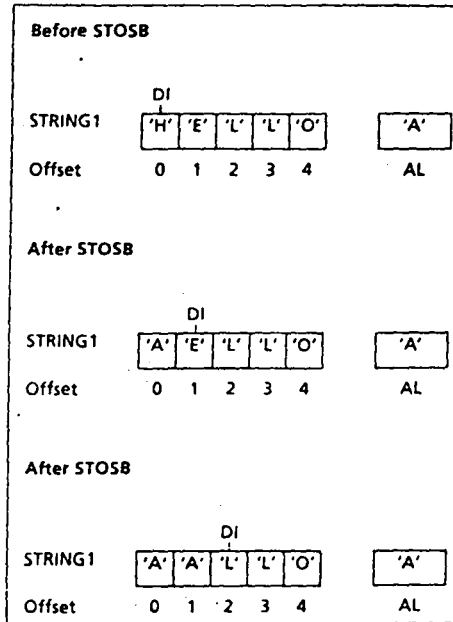 Before STOSB
DI
STRING1 'H' 'E' 'L' 'L' 'O' 'A'
Offset 0 1 2 3 4 AL
After STOSB
DI
STRING1 'A' 'E' 'L' 'L' 'O' 'A'
Offset 0 1 2 3 4 AL
After STOSB
DI
STRING1 'A' 'A' 'L' 'L' 'O' 'A'
Offset 0 1 2 3 4 AL